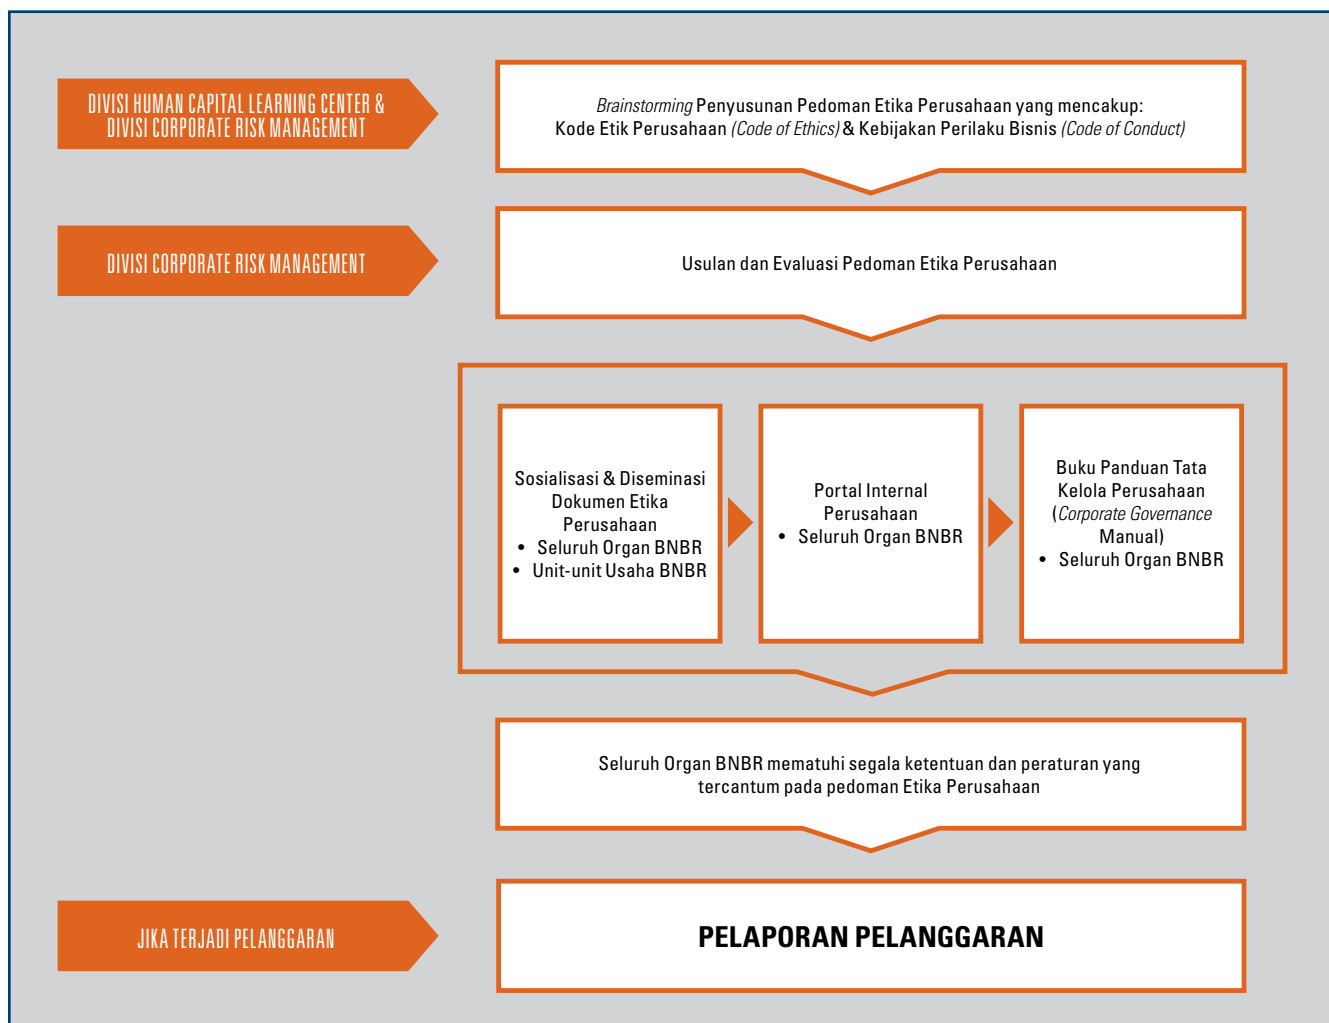 DIVISI HUMAN CAPITAL LEARNING CENTER &
DIVISI CORPORATE RISK MANAGEMENT
Brainstorming Penyusunan Pedoman Etika Perusahaan yang mencakup:
Kode Etik Perusahaan (Code of Ethics) & Kebijakan Perilaku Bisnis (Code of Conduct)
DIVISI CORPORATE RISK MANAGEMENT
Usulan dan Evaluasi Pedoman Etika Perusahaan
Sosialisasi & Diseminasi
Dokumen Etika
Perusahaan
• Seluruh Organ BNBR
• Unit-unit Usaha BNBR
Portal Internal
Perusahaan
• Seluruh Organ BNBR
Buku Panduan Tata
Kelola Perusahaan
(Corporate Governance
Manual)
• Seluruh Organ BNBR
Seluruh Organ BNBR mematuhi segala ketentuan dan peraturan yang
tercantum pada pedoman Etika Perusahaan
JIKA TERJADI PELANGGARAN
PELAPORAN PELANGGARAN